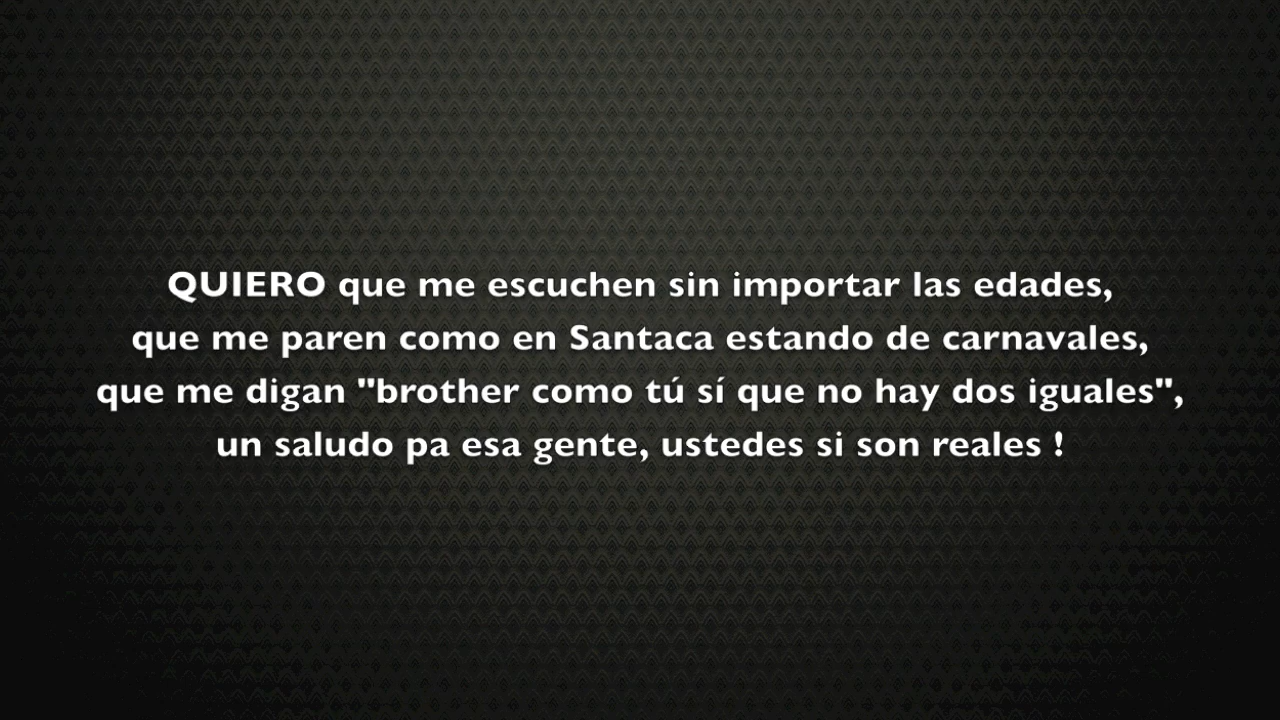 QUIERO que me escuchen sin importar las edades,
que me paren como en Santaca estando de carnavales,
que me digan "brother como tú sí que no hay dos iguales",
un saludo pa esa gente, ustedes si son reales !